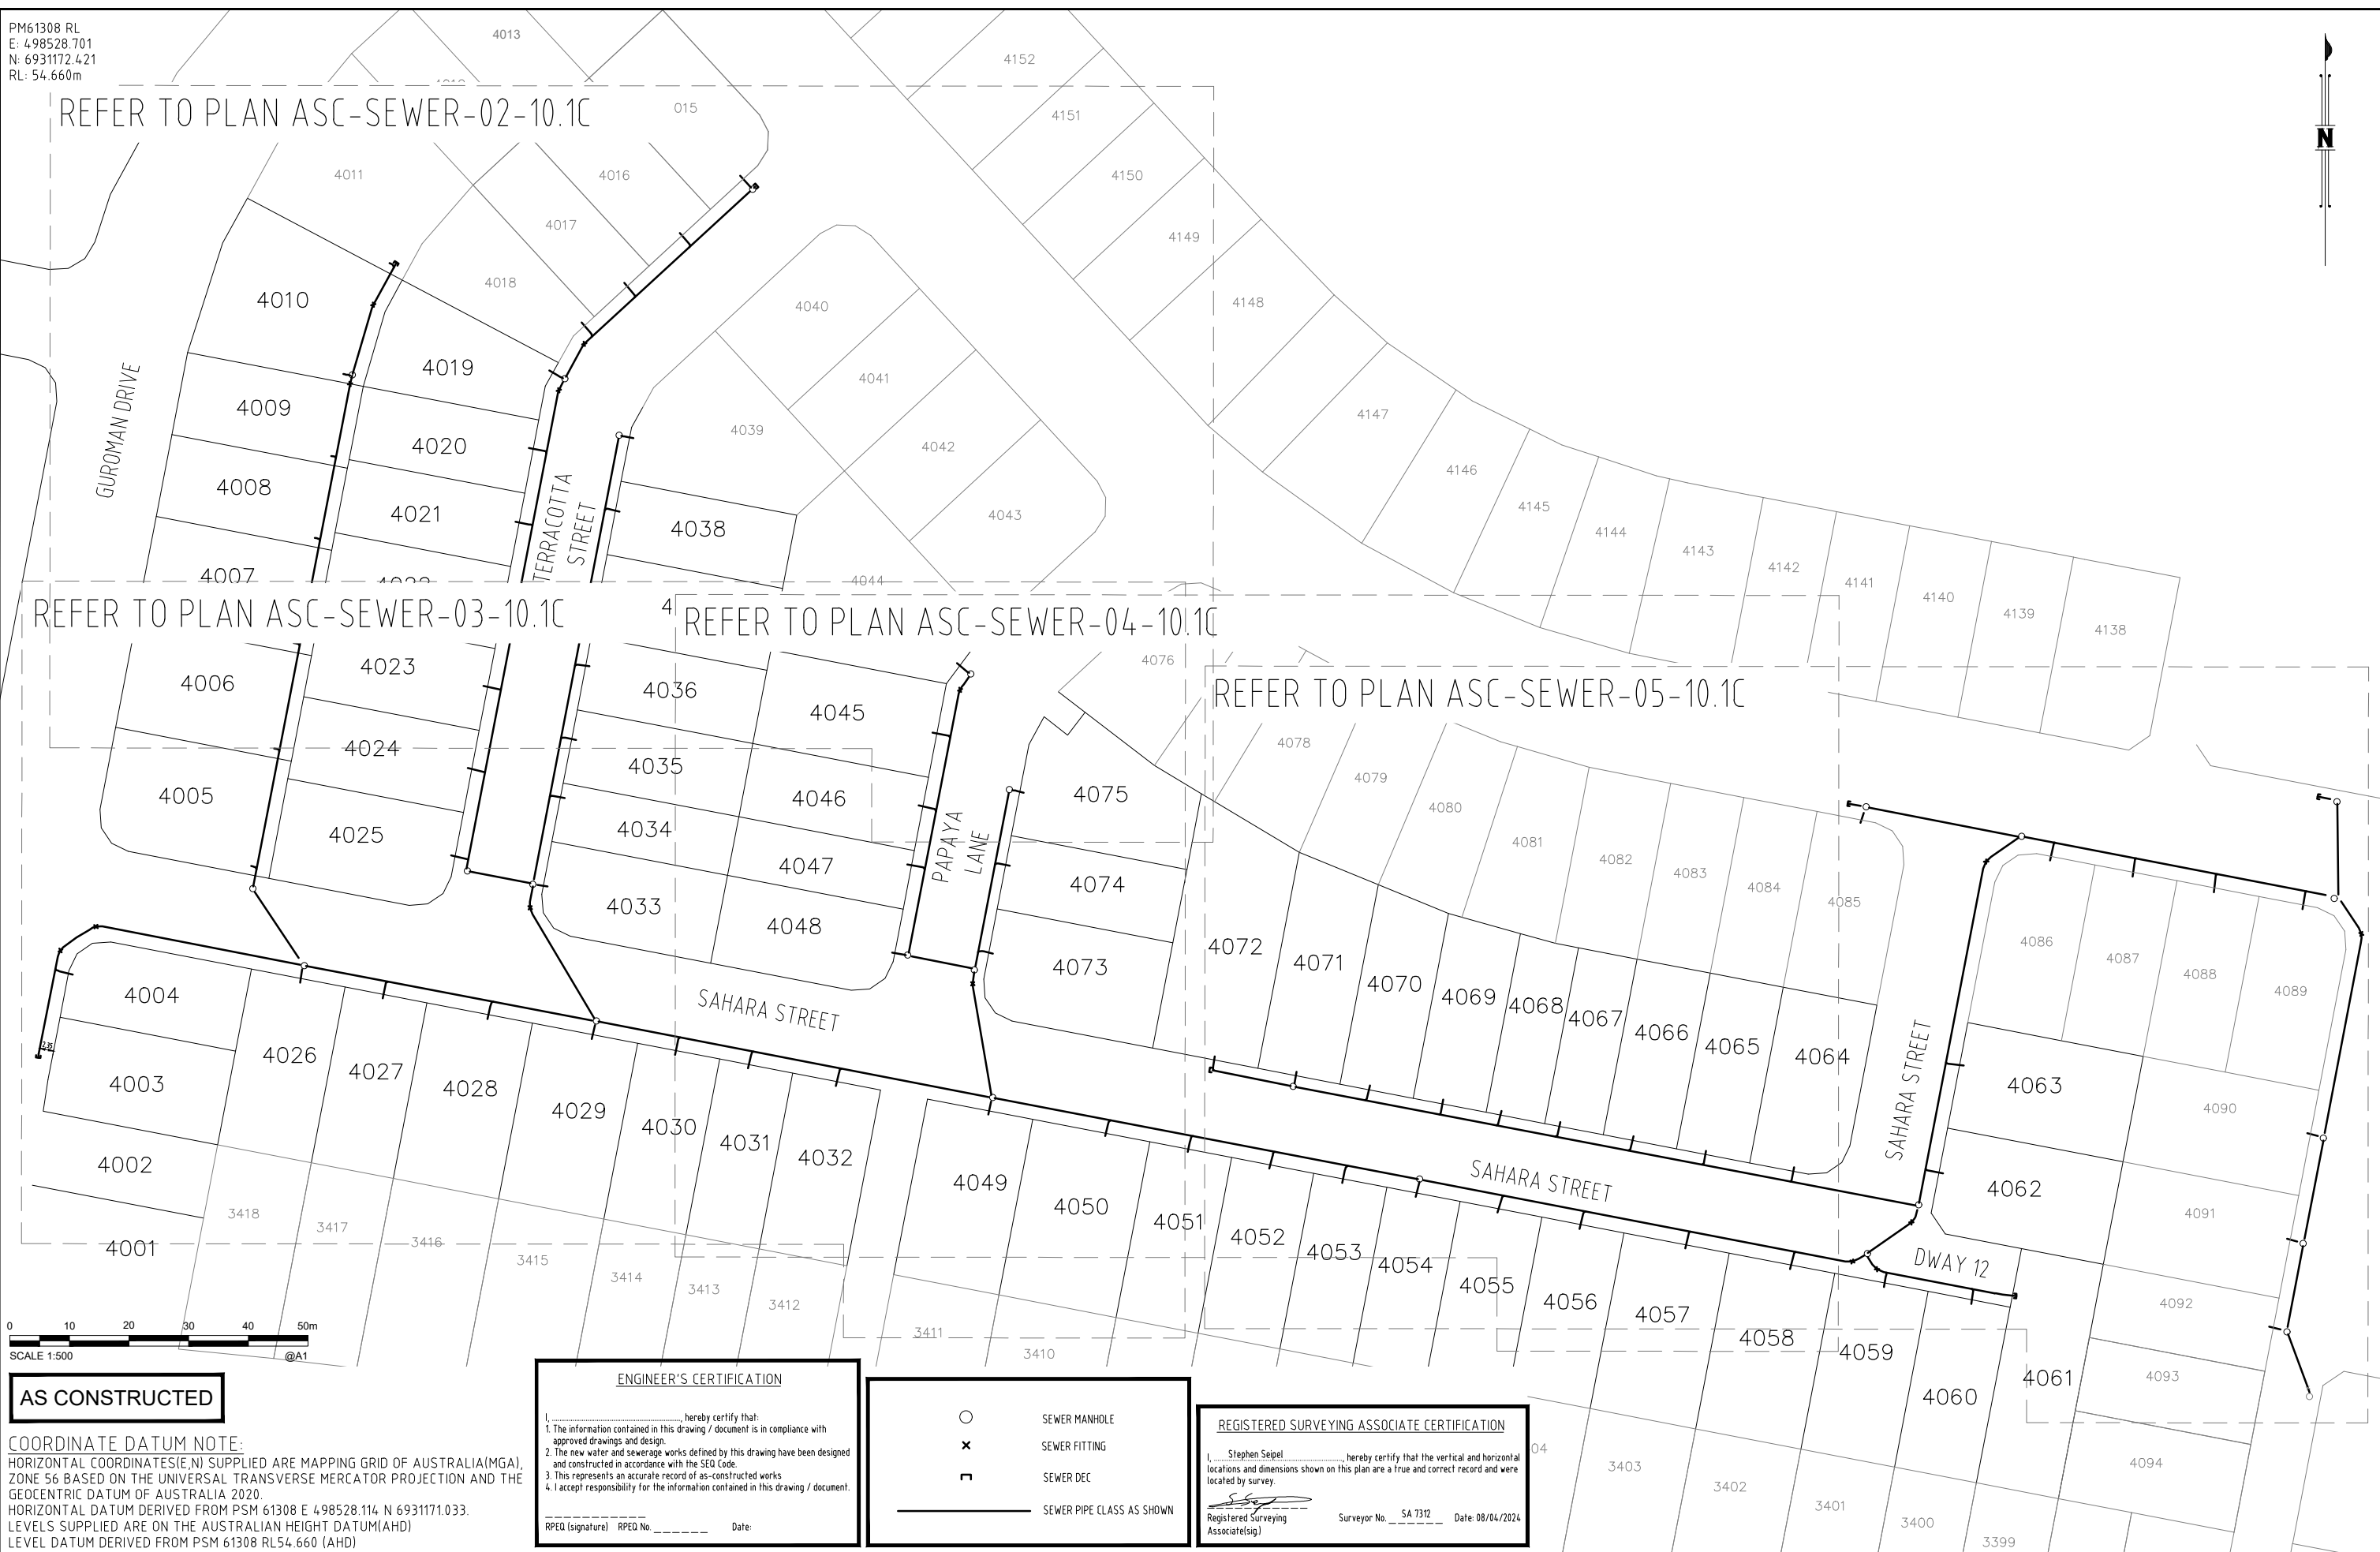 PM61308 RL
E: 498528.701
N: 6931172.421
RL: 54.660m
4013
4152
REFER TO PLAN ASC-SEWER-02-10.1C
015
4151
N
4011
4016
4150
4017
4149
4018
4010
4040
4148
4019
4041
4009
4020
4039
4042
4147
GUROMAN DRIVE
4008
4021
4038
4043
4146
4145
4144
4143
4142
4141
4140
4139
4138
TERRACOTTA
STREET
4007
4022
4044
REFER TO PLAN ASC-SEWER-03-10.1C
4
REFER TO PLAN ASC-SEWER-04-10.1C
4076
4006
4023
4036
4045
REFER TO PLAN ASC-SEWER-05-10.1C
4024
4035
4046
4075
4078
4079
4005
4025
4034
4047
4074
4080
4081
4082
4083
4084
4085
PAPAYA
LANE
4033
4048
4073
4072
4071
4070
4069
4068
4067
4066
4065
4064
4086
4087
4088
4089
4004
SAHARA STREET
SAHARA STREET
4026
4003
4027
4028
4029
4030
4031
4032
4063
4090
4002
4049
4050
4051
SAHARA STREET
4062
4091
4001
3418
3417
3416
3415
3414
3413
3412
4052
4053
4054
4055
4056
4057
4058
4059
DWAY 12
4092
3411
3410
4060
4061
4093
0 10 20 30 40 50m
SCALE 1:500 @A1
AS CONSTRUCTED
COORDINATE DATUM NOTE:
HORIZONTAL COORDINATES(E,N) SUPPLIED ARE MAPPING GRID OF AUSTRALIA(MGA),
ZONE 56 BASED ON THE UNIVERSAL TRANSVERSE MERCATOR PROJECTION AND THE
GEOCENTRIC DATUM OF AUSTRALIA 2020.
HORIZONTAL DATUM DERIVED FROM PSM 61308 E 498528.114 N 6931171.033.
LEVELS SUPPLIED ARE ON THE AUSTRALIAN HEIGHT DATUM(AHD)
LEVEL DATUM DERIVED FROM PSM 61308 RL54.660 (AHD)
ENGINEER'S CERTIFICATION
I, ..................................................., hereby certify that:
1. The information contained in this drawing / document is in compliance with
approved drawings and design.
2. The new water and sewerage works defined by this drawing have been designed
and constructed in accordance with the SEQ Code.
3. This represents an accurate record of as-constructed works
4. I accept responsibility for the information contained in this drawing / document.
RPEQ (signature) RPEQ No. ______ Date:
SEWER MANHOLE
SEWER FITTING
SEWER DEC
SEWER PIPE CLASS AS SHOWN
REGISTERED SURVEYING ASSOCIATE CERTIFICATION
I, ......Stephen Seipel........................, hereby certify that the vertical and horizontal
locations and dimensions shown on this plan are a true and correct record and were
located by survey.
Registered Surveying
Associate(sig.)
Surveyor No. SA 7312 Date: 08/04/2024
04
3403
3402
3401
3400
3399
4094